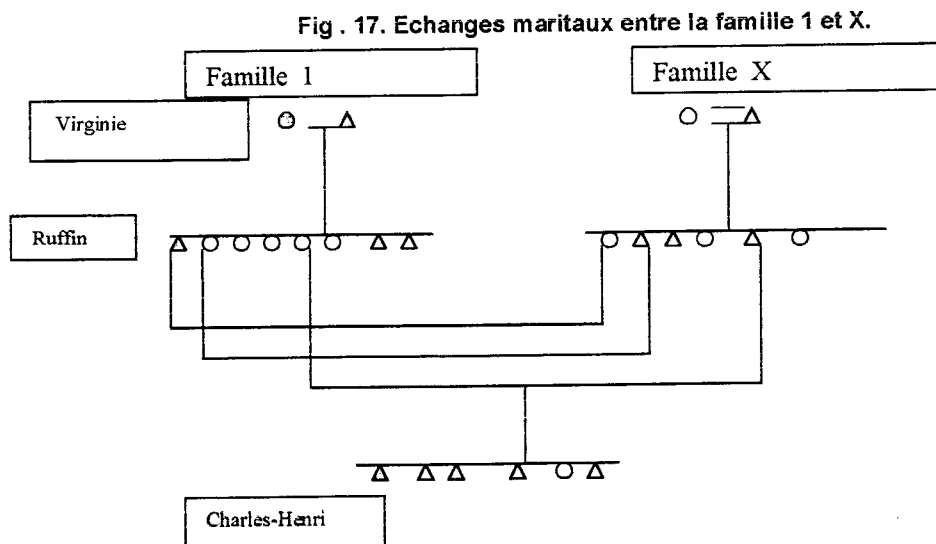 Fig . 17. Echanges maritaux entre la famille 1 et X.
Famille 1
Famille X
Virginie
Ruffin
Charles-Henri